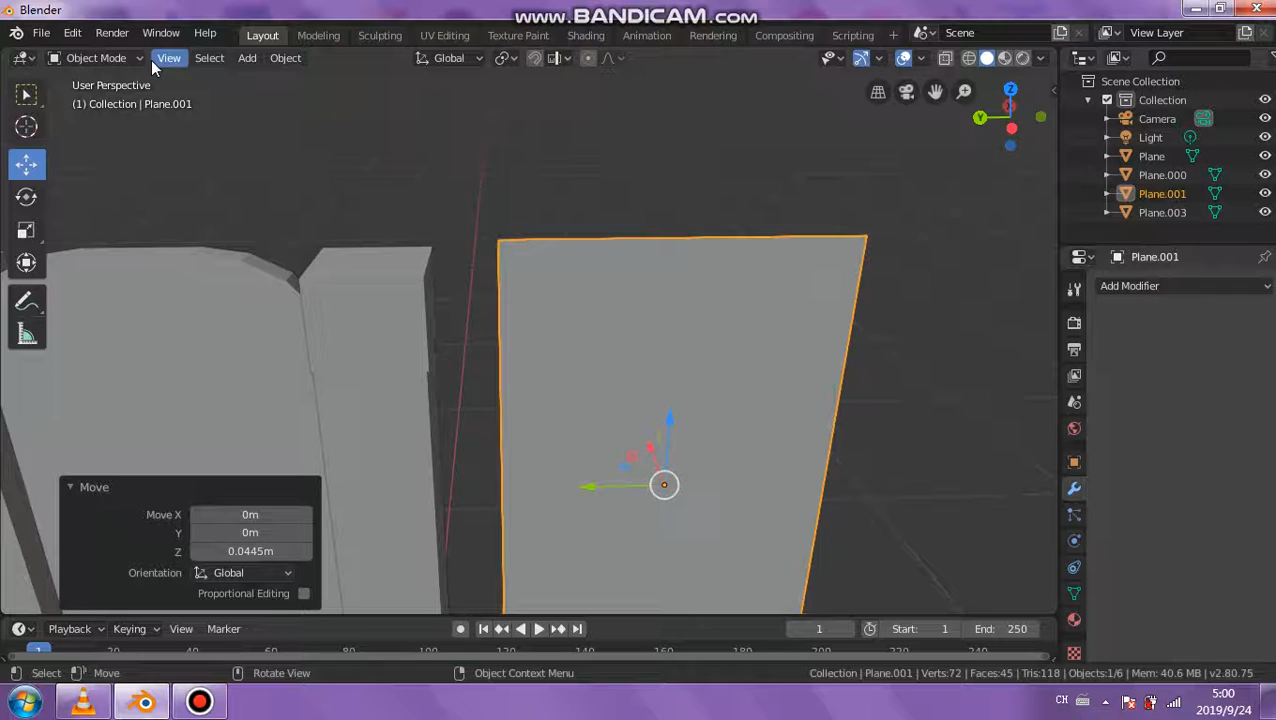 Blender
www.BANDICAM.com
File Edit Render Window Help Layout Modeling Sculpting UV Editing Texture Paint Shading Animation Rendering Compositing Scripting Scene View Layer
Object Mode View Select Add Object Global
User Perspective
(1) Collection | Plane.001
Z
Y
Scene Collection
Collection
Camera
Light
Plane
Plane.000
Plane.001
Plane.003
Plane.001
Add Modifier
Move
Move X 0m
Y 0m
Z 0.0445m
Orientation Global
Proportional Editing
Playback Keying View Marker 1 Start: 1 End: 250
20 40 60 80 100 120 140 160 180 200 220 240
Select Move Rotate View Object Context Menu Collection | Plane.001 | Verts:72 | Faces:45 | Tris:118 | Objects:1/6 | Mem: 40.6 MB | v2.80.75
CH 5:00
2019/9/24